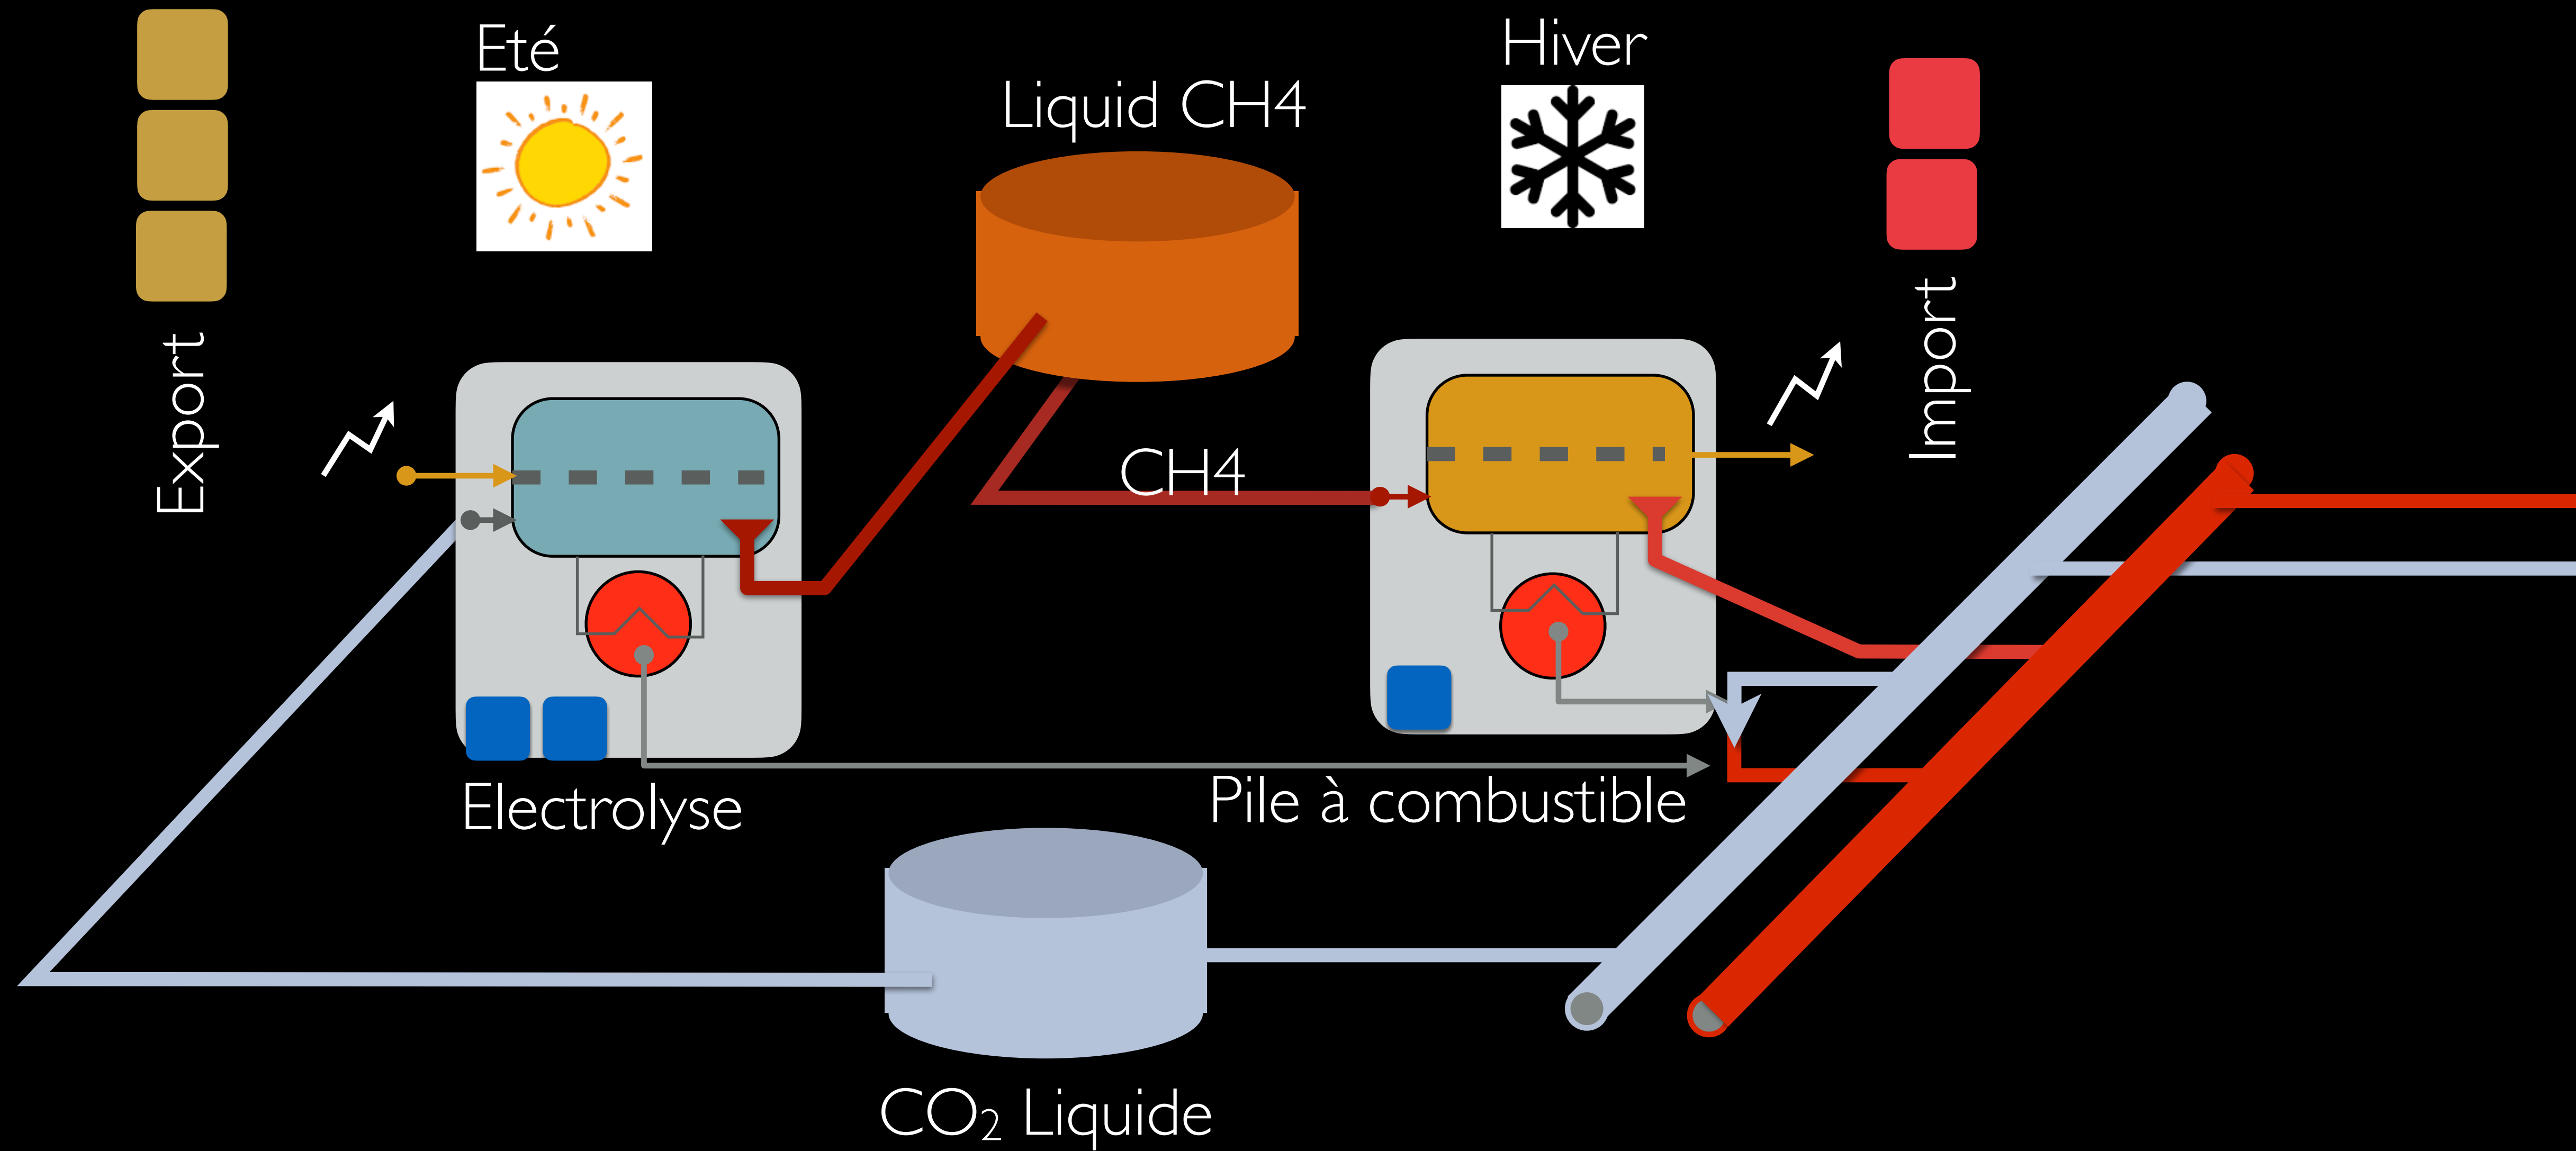 Eté
Hiver
Liquid CH4
Export
Import
CH4
Electrolyse
Pile à combustible
CO₂ Liquide